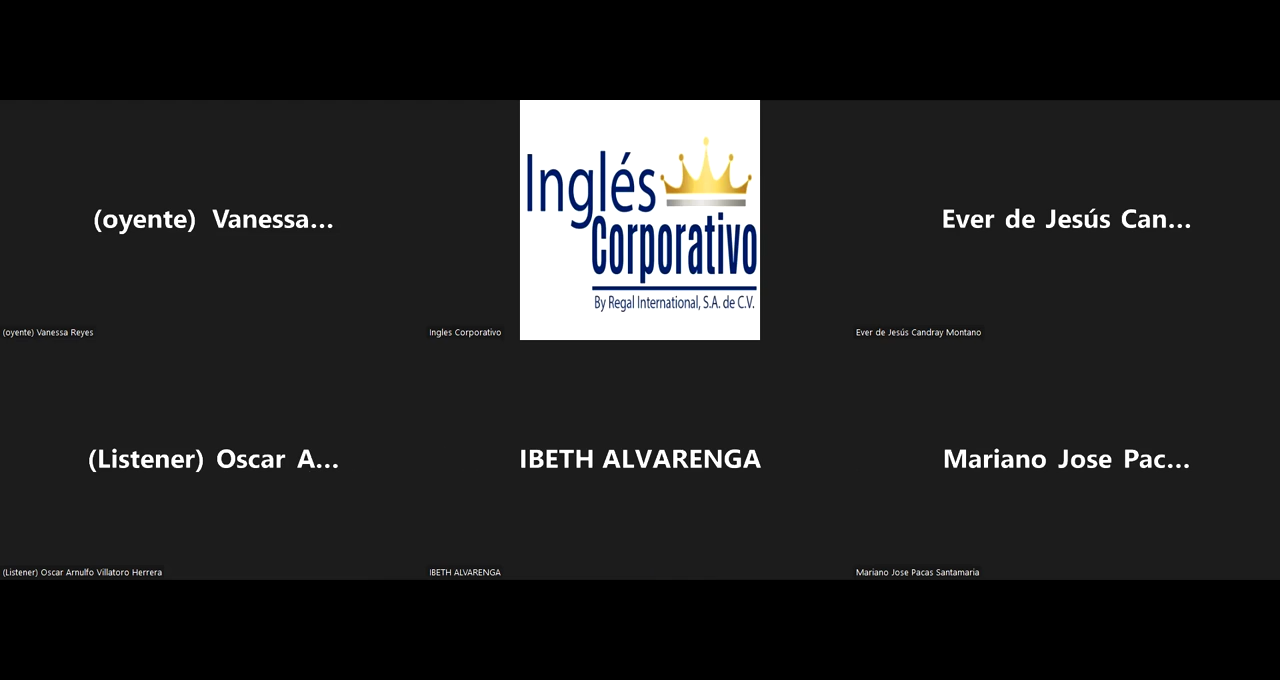 (oyente) Vanessa...
(oyente) Vanessa Reyes
Inglés
Corporativo
By Regal International, S.A. de C.V.
Ingles Corporativo
Ever de Jesús Can...
Ever de Jesús Candray Montano
(Listener) Oscar A...
(Listener) Oscar Arnulfo Villatoro Herrera
IBETH ALVARENGA
IBETH ALVARENGA
Mariano Jose Pac...
Mariano Jose Pacas Santamaria